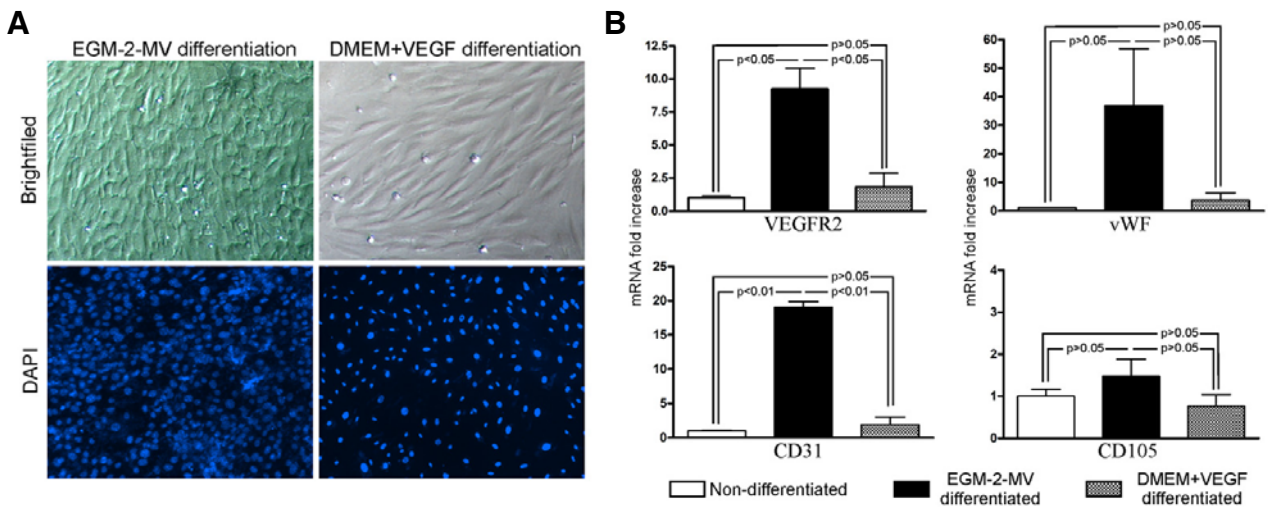 A
EGM-2-MV differentiation
DMEM+VEGF differentiation
Brightfiled
DAPI
B
mRNA fold increase
12.5
10.0
7.5
5.0
2.5
0.0
p>0.05
p<0.05
p<0.05
VEGFR2
60
50
40
30
20
10
0
p>0.05
p>0.05
p>0.05
vWF
mRNA fold increase
25
20
15
10
5
0
p>0.05
p<0.01
p<0.01
CD31
4
3
2
1
0
p>0.05
p>0.05
p>0.05
CD105
Non-differentiated
EGM-2-MV
differentiated
DMEM+VEGF
differentiated